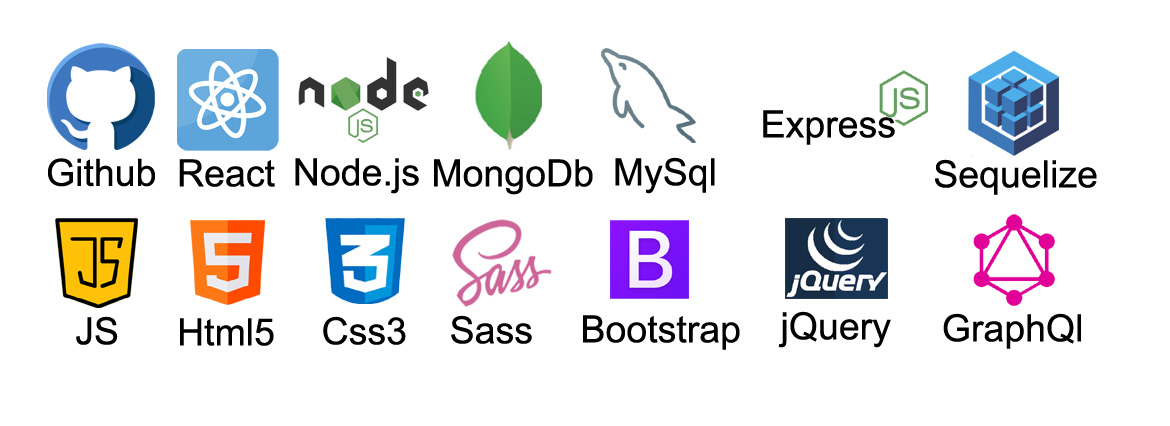 node
JS
Express
JS
Github React Node.js MongoDb MySql Sequelize
JS
5
3
Sass
B
jQuery
JS Html5 Css3 Sass Bootstrap jQuery GraphQl